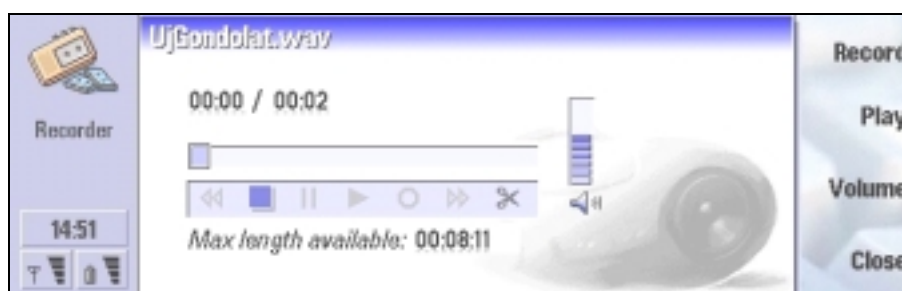 UjGondolat.wav
Recorder
00:00 / 00:02
Max length available: 00:08:11
14:51
Record
Play
Volume
Close